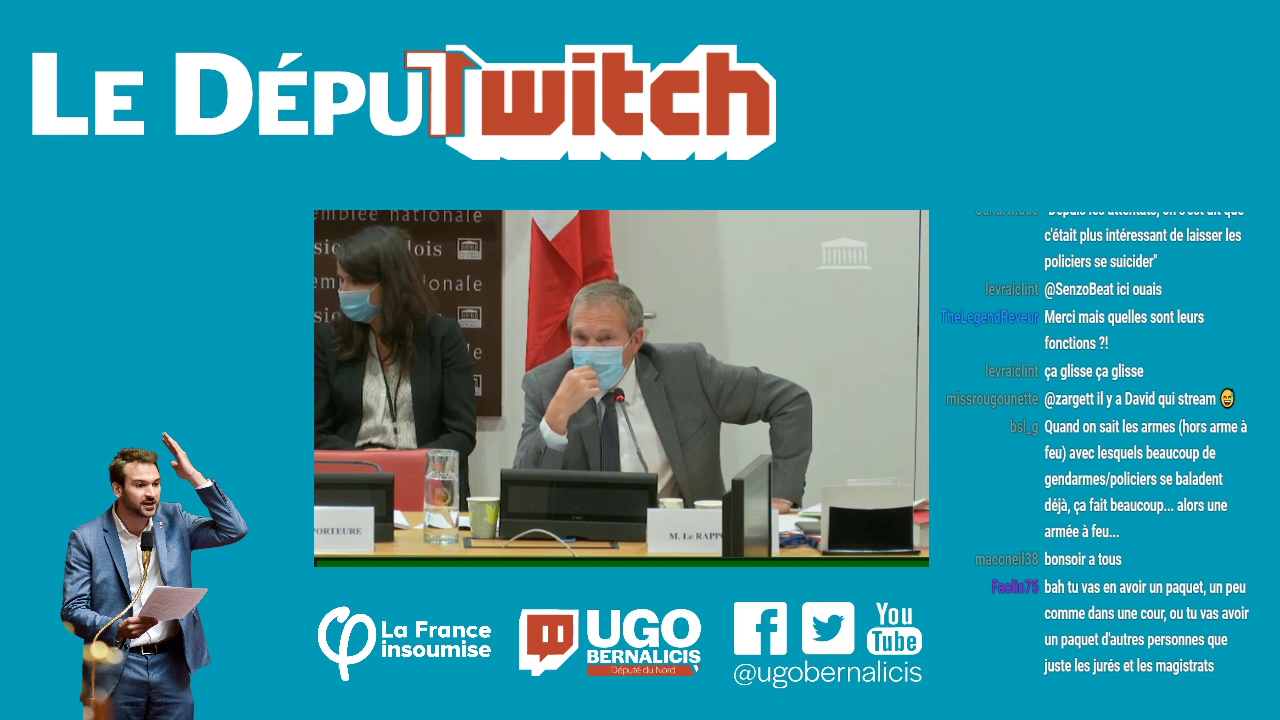 LE DÉPUTwitch
emblée nationale
lois
nationale
PORTEURE
M. LE RAPPO
"Depuis les attentats, on s'est dit que
c'était plus intéressant de laisser les
policiers se suicider"
levraiclint @SenzoBeat ici ouais
TheLegendReveur Merci mais quelles sont leurs
fonctions ?!
levraiclint ça glisse ça glisse
missrougounette @zargett il y a David qui stream 😅
bsl_g Quand on sait les armes (hors arme à
feu) avec lesquels beaucoup de
gendarmes/policiers se baladent
déjà, ça fait beaucoup... alors une
armée à feu...
maconeil38 bonsoir a tous
Faolin75 bah tu vas en avoir un paquet, un peu
comme dans une cour, ou tu vas avoir
un paquet d'autres personnes que
juste les jurés et les magistrats
La France
insoumise
UGO
BERNALICIS
Député du Nord
You
Tube
@ugobernalicis